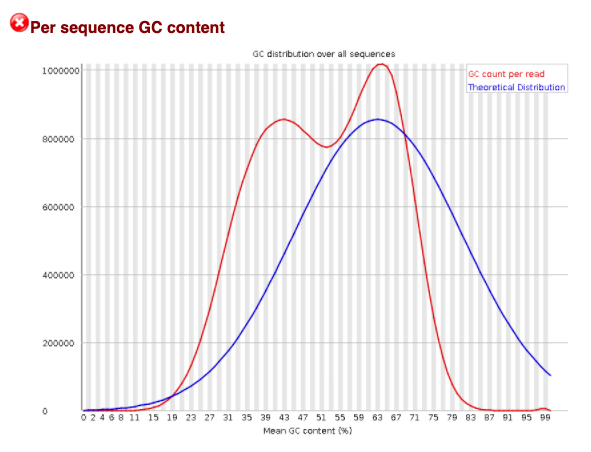 Per sequence GC content
GC distribution over all sequences
GC count per read
Theoretical Distribution
1000000
800000
600000
400000
200000
0
0 2 4 6 8 11 15 19 23 27 31 35 39 43 47 51 55 59 63 67 71 75 79 83 87 91 95 99
Mean GC content (%)